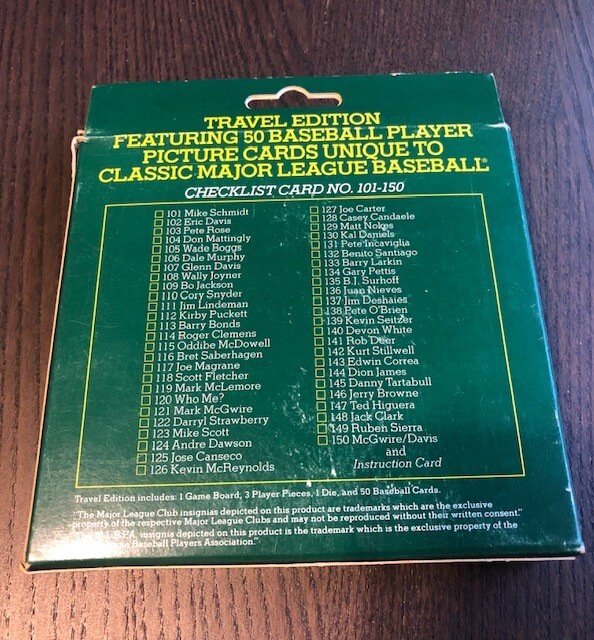 TRAVEL EDITION
FEATURING 50 BASEBALL PLAYER
PICTURE CARDS UNIQUE TO
CLASSIC MAJOR LEAGUE BASEBALL®
CHECKLIST CARD NO. 101-150
101 Mike Schmidt
102 Eric Davis
103 Pete Rose
104 Don Mattingly
105 Wade Boggs
106 Dale Murphy
107 Glenn Davis
108 Wally Joyner
109 Bo Jackson
110 Cory Snyder
111 Jim Lindeman
112 Kirby Puckett
113 Barry Bonds
114 Roger Clemens
115 Oddibe McDowell
116 Bret Saberhagen
117 Joe Magrane
118 Scott Fletcher
119 Mark McLemore
120 Who Me?
121 Mark McGwire
122 Darryl Strawberry
123 Mike Scott
124 Andre Dawson
125 Jose Canseco
126 Kevin McReynolds
127 Joe Carter
128 Casey Candaele
129 Matt Nokes
130 Kal Daniels
131 Pete Incaviglia
132 Benito Santiago
133 Barry Larkin
134 Gary Pettis
135 B.J. Surhoff
136 Juan Nieves
137 Jim Deshaies
138 Pete O'Brien
139 Kevin Seitzer
140 Devon White
141 Rob Deer
142 Kurt Stillwell
143 Edwin Correa
144 Dion James
145 Danny Tartabull
146 Jerry Browne
147 Ted Higuera
148 Jack Clark
149 Ruben Sierra
150 McGwire/Davis
and
Instruction Card
Travel Edition includes: 1 Game Board, 3 Player Pieces, 1 Die, and 50 Baseball Cards.
"The Major League Club insignias depicted on this product are trademarks which are the exclusive
property of the respective Major League Clubs and may not be reproduced without their written consent."
insignia depicted on this product is the trademark which is the exclusive property of the
Baseball Players Association."